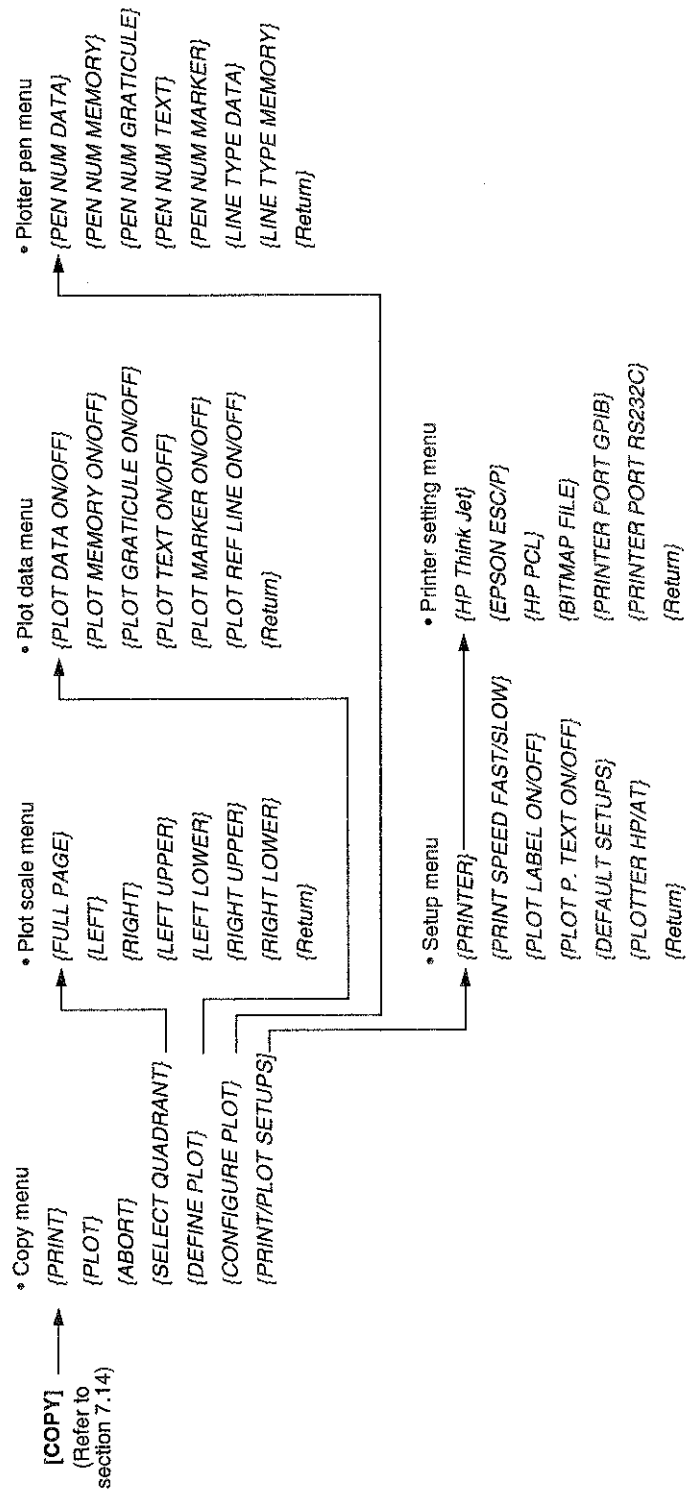 [COPY]
(Refer to
section 7.14)
• Copy menu
{PRINT}
{PLOT}
{ABORT}
{SELECT QUADRANT}
{DEFINE PLOT}
{CONFIGURE PLOT}
{PRINT/PLOT SETUPS}
• Plot scale menu
{FULL PAGE}
{LEFT}
{RIGHT}
{LEFT UPPER}
{LEFT LOWER}
{RIGHT UPPER}
{RIGHT LOWER}
{Return}
• Plot data menu
{PLOT DATA ON/OFF}
{PLOT MEMORY ON/OFF}
{PLOT GRATICULE ON/OFF}
{PLOT TEXT ON/OFF}
{PLOT MARKER ON/OFF}
{PLOT REF LINE ON/OFF}
{Return}
• Plotter pen menu
{PEN NUM DATA}
{PEN NUM MEMORY}
{PEN NUM GRATICULE}
{PEN NUM TEXT}
{PEN NUM MARKER}
{LINE TYPE DATA}
{LINE TYPE MEMORY}
{Return}
• Setup menu
{PRINTER}
{PRINT SPEED FAST/SLOW}
{PLOT LABEL ON/OFF}
{PLOT P. TEXT ON/OFF}
{DEFAULT SETUPS}
{PLOTTER HP/AT}
{Return}
• Printer setting menu
{HP Think Jet}
{EPSON ESC/P}
{HP PCL}
{BITMAP FILE}
{PRINTER PORT GPIB}
{PRINTER PORT RS232C}
{Return}